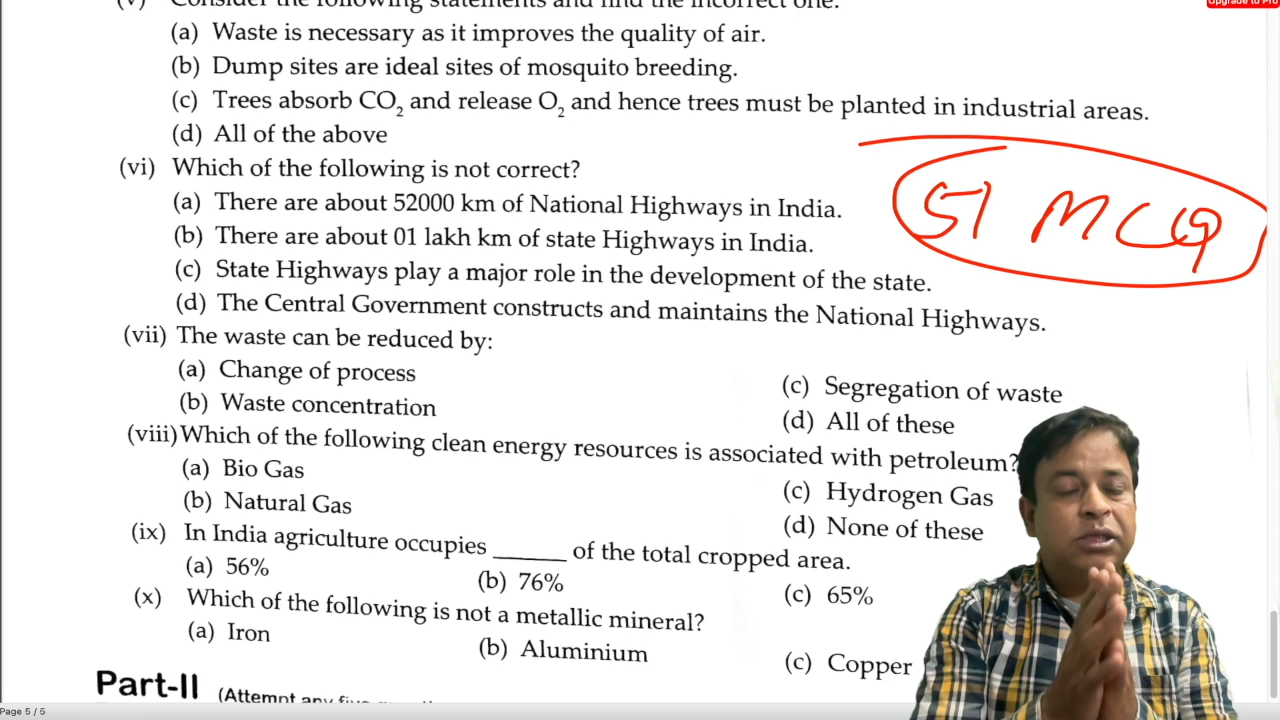 Upgrade to Pro
(v) Consider the following statements and find the incorrect one:
(a) Waste is necessary as it improves the quality of air.
(b) Dump sites are ideal sites of mosquito breeding.
(c) Trees absorb CO₂ and release O₂ and hence trees must be planted in industrial areas.
(d) All of the above
(vi) Which of the following is not correct?
(a) There are about 52000 km of National Highways in India.
(b) There are about 01 lakh km of state Highways in India.
(c) State Highways play a major role in the development of the state.
(d) The Central Government constructs and maintains the National Highways.
51 MCQ
(vii) The waste can be reduced by:
(a) Change of process
(c) Segregation of waste
(b) Waste concentration
(d) All of these
(viii) Which of the following clean energy resources is associated with petroleum?
(a) Bio Gas
(c) Hydrogen Gas
(b) Natural Gas
(d) None of these
(ix) In India agriculture occupies ______ of the total cropped area.
(a) 56% (b) 76% (c) 65%
(x) Which of the following is not a metallic mineral?
(a) Iron (b) Aluminium (c) Copper
Part-II (Attempt any five
Page 5 / 5